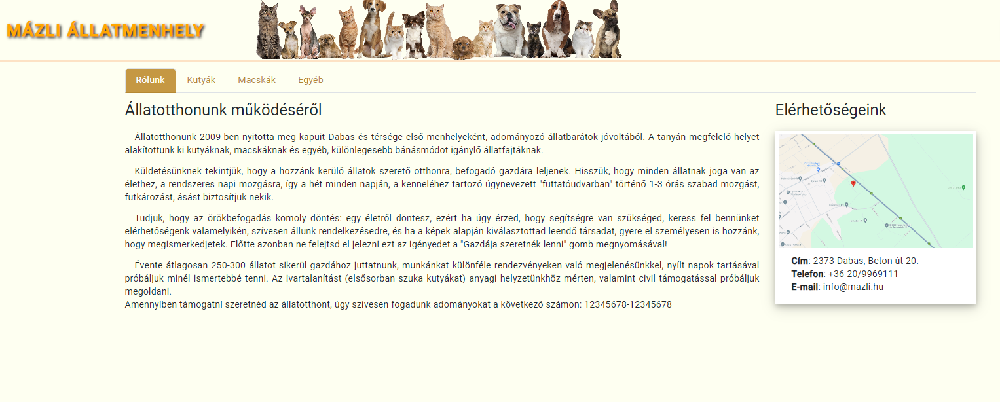 MÁZLI ÁLLATMENHELY
Rólunk
Kutyák
Macskák
Egyéb
Állatotthonunk működéséről
Állatotthonunk 2009-ben nyitotta meg kapuit Dabas és térsége első menhelyeként, adományozó állatbarátok jóvoltából. A tanyán megfelelő helyet
alakítottunk ki kutyáknak, macskáknak és egyéb, különlegesebb bánásmódot igánylő állatfajtáknak.
Küldetésünknek tekintjük, hogy a hozzánk kerülő állatok szerető otthonra, befogadó gazdára leljenek. Hisszük, hogy minden állatnak joga van az
élethez, a rendszeres napi mozgásra, így a hét minden napján, a kenneléhez tartozó úgynevezett "futtatóudvarban" történő 1-3 órás szabad mozgást,
futkározást, ásást biztosítjuk nekik.
Tudjuk, hogy az örökbefogadás komoly döntés: egy életről döntesz, ezért ha úgy érzed, hogy segítségre van szükséged, keress fel bennünket
elérhetőségenk valamelyikén, szívesen állunk rendelkezésedre, és ha a képek alapján kiválasztottad leendő társadat, gyere el személyesen is hozzánk,
hogy megismerkedjetek. Előtte azonban ne felejtsd el jelezni ezt az igényedet a "Gazdája szeretnék lenni" gomb megnyomásával!
Évente átlagosan 250-300 állatot sikerül gazdához juttatnunk, munkánkat különféle rendezvényeken való megjelenésünkkel, nyílt napok tartásával
próbáljuk minél ismertebbé tenni. Az ivartalanítást (elsősorban szuka kutyákat) anyagi helyzetünkhöz mérten, valamint civil támogatással próbáljuk
megoldani.
Amennyiben támogatni szeretnéd az állatotthont, úgy szívesen fogadunk adományokat a következő számon: 12345678-12345678
Elérhetőségeink
Cím: 2373 Dabas, Beton út 20.
Telefon: +36-20/9969111
E-mail: info@mazli.hu